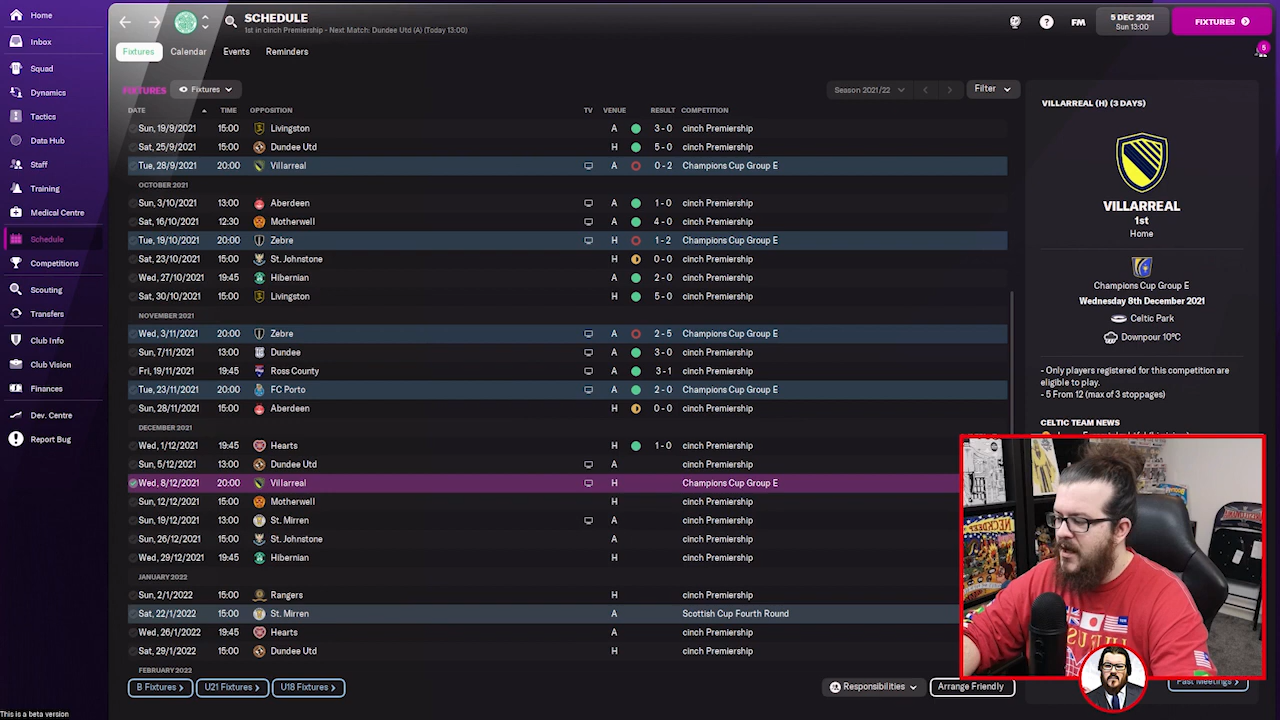 Home
Inbox
Squad
Dynamics
Tactics
Data Hub
Staff
Training
Medical Centre
Schedule
Competitions
Scouting
Transfers
Club Info
Club Vision
Finances
Dev. Centre
Report Bug
This is a beta version
SCHEDULE
1st in cinch Premiership - Next Match: Dundee Utd (A) (Today 13:00)
FM
5 DEC 2021
Sun 13:00
FIXTURES
5
Fixtures Calendar Events Reminders
FIXTURES Fixtures
Season 2021/22
Filter
DATE TIME OPPOSITION TV VENUE RESULT COMPETITION
Sun, 19/9/2021 15:00 Livingston A 3 - 0 cinch Premiership
Sat, 25/9/2021 15:00 Dundee Utd H 5 - 0 cinch Premiership
Tue, 28/9/2021 20:00 Villarreal A 0 - 2 Champions Cup Group E
OCTOBER 2021
Sun, 3/10/2021 13:00 Aberdeen A 1 - 0 cinch Premiership
Sat, 16/10/2021 12:30 Motherwell A 4 - 0 cinch Premiership
Tue, 19/10/2021 20:00 Zebre H 1 - 2 Champions Cup Group E
Sat, 23/10/2021 15:00 St. Johnstone H 0 - 0 cinch Premiership
Wed, 27/10/2021 19:45 Hibernian A 2 - 0 cinch Premiership
Sat, 30/10/2021 15:00 Livingston H 5 - 0 cinch Premiership
NOVEMBER 2021
Wed, 3/11/2021 20:00 Zebre A 2 - 5 Champions Cup Group E
Sun, 7/11/2021 13:00 Dundee A 3 - 0 cinch Premiership
Fri, 19/11/2021 19:45 Ross County A 3 - 1 cinch Premiership
Tue, 23/11/2021 20:00 FC Porto A 2 - 0 Champions Cup Group E
Sun, 28/11/2021 15:00 Aberdeen H 0 - 0 cinch Premiership
DECEMBER 2021
Wed, 1/12/2021 19:45 Hearts H 1 - 0 cinch Premiership
Sun, 5/12/2021 13:00 Dundee Utd A cinch Premiership
Wed, 8/12/2021 20:00 Villarreal H Champions Cup Group E
Sun, 12/12/2021 15:00 Motherwell H cinch Premiership
Sun, 19/12/2021 13:00 St. Mirren A cinch Premiership
Sun, 26/12/2021 15:00 St. Johnstone A cinch Premiership
Wed, 29/12/2021 19:45 Hibernian H cinch Premiership
JANUARY 2022
Sun, 2/1/2022 15:00 Rangers H cinch Premiership
Sat, 22/1/2022 15:00 St. Mirren A Scottish Cup Fourth Round
Wed, 26/1/2022 19:45 Hearts A cinch Premiership
Sat, 29/1/2022 15:00 Dundee Utd H cinch Premiership
FEBRUARY 2022
B Fixtures U21 Fixtures U18 Fixtures
Responsibilities
Arrange Friendly
VILLARREAL (H) (3 DAYS)
VILLARREAL
1st
Home
Champions Cup Group E
Wednesday 8th December 2021
Celtic Park
Downpour 10ºC
- Only players registered for this competition are
eligible to play.
- 5 From 12 (max of 3 stoppages)
CELTIC TEAM NEWS
Past Meetings